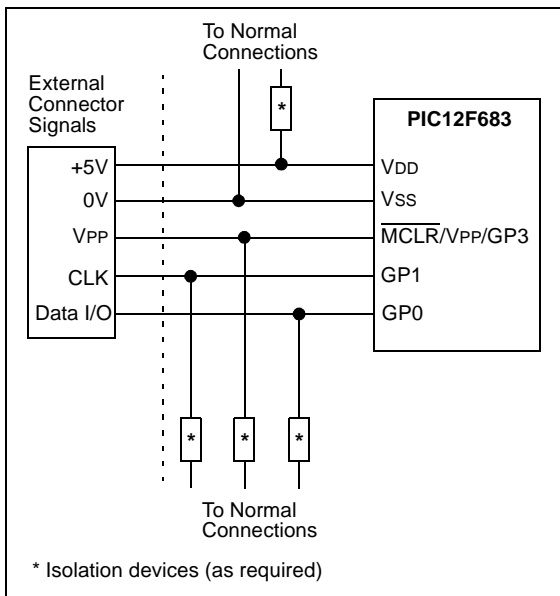 To Normal
Connections
*
External
Connector
Signals
PIC12F683
+5V
VDD
0V
VSS
VPP
MCLR/VPP/GP3
CLK
GP1
Data I/O
GP0
* * *
To Normal
Connections
* Isolation devices (as required)